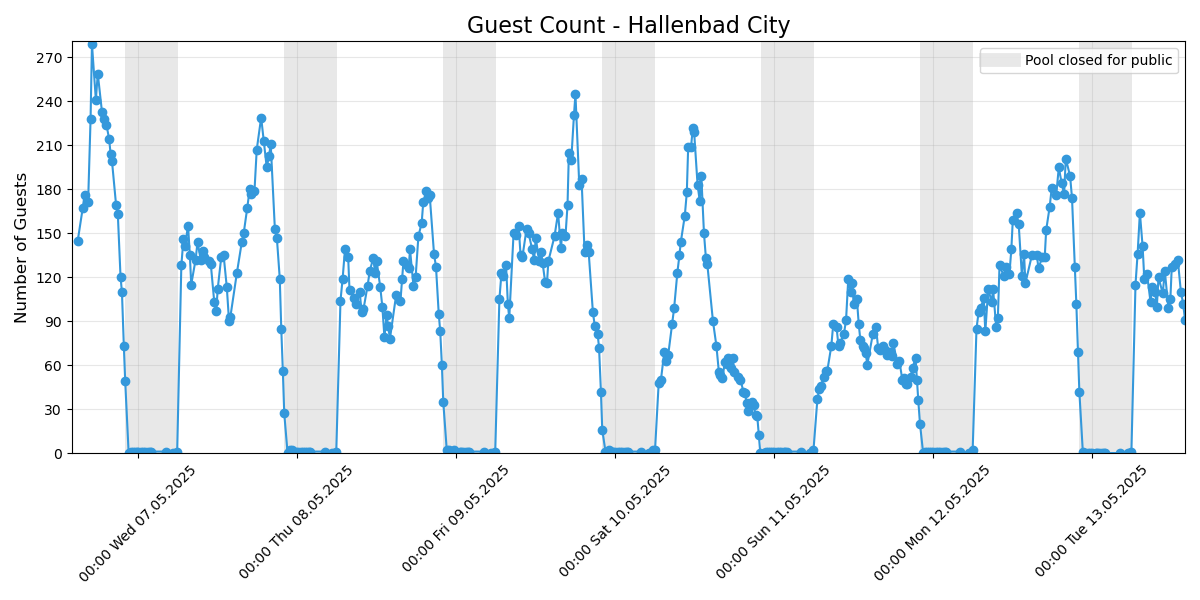 Guest Count - Hallenbad City
Pool closed for public
Number of Guests
270
240
210
180
150
120
90
60
30
0
00:00 Wed 07.05.2025
00:00 Thu 08.05.2025
00:00 Fri 09.05.2025
00:00 Sat 10.05.2025
00:00 Sun 11.05.2025
00:00 Mon 12.05.2025
00:00 Tue 13.05.2025